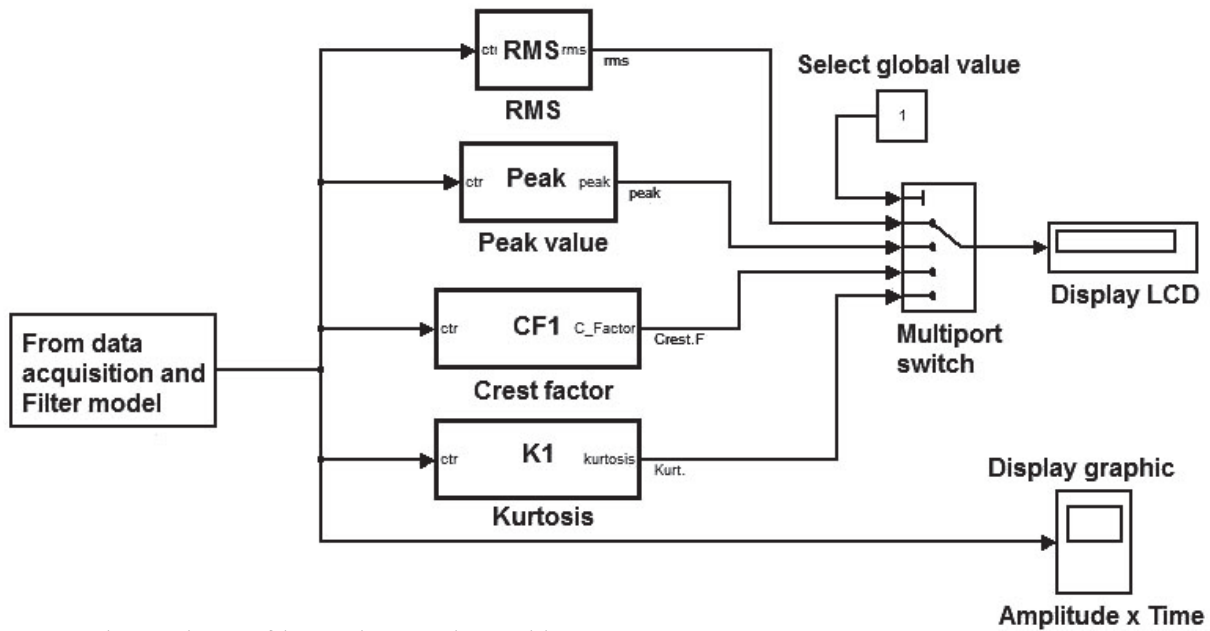 ctr RMS rms
rms
RMS
Select global value
1
ctr Peak peak
peak
Peak value
Display LCD
ctr CF1 C_Factor
Crest.F
Crest factor
Multiport
switch
From data
acquisition and
Filter model
ctr K1 kurtosis
Kurt.
Kurtosis
Display graphic
Amplitude x Time